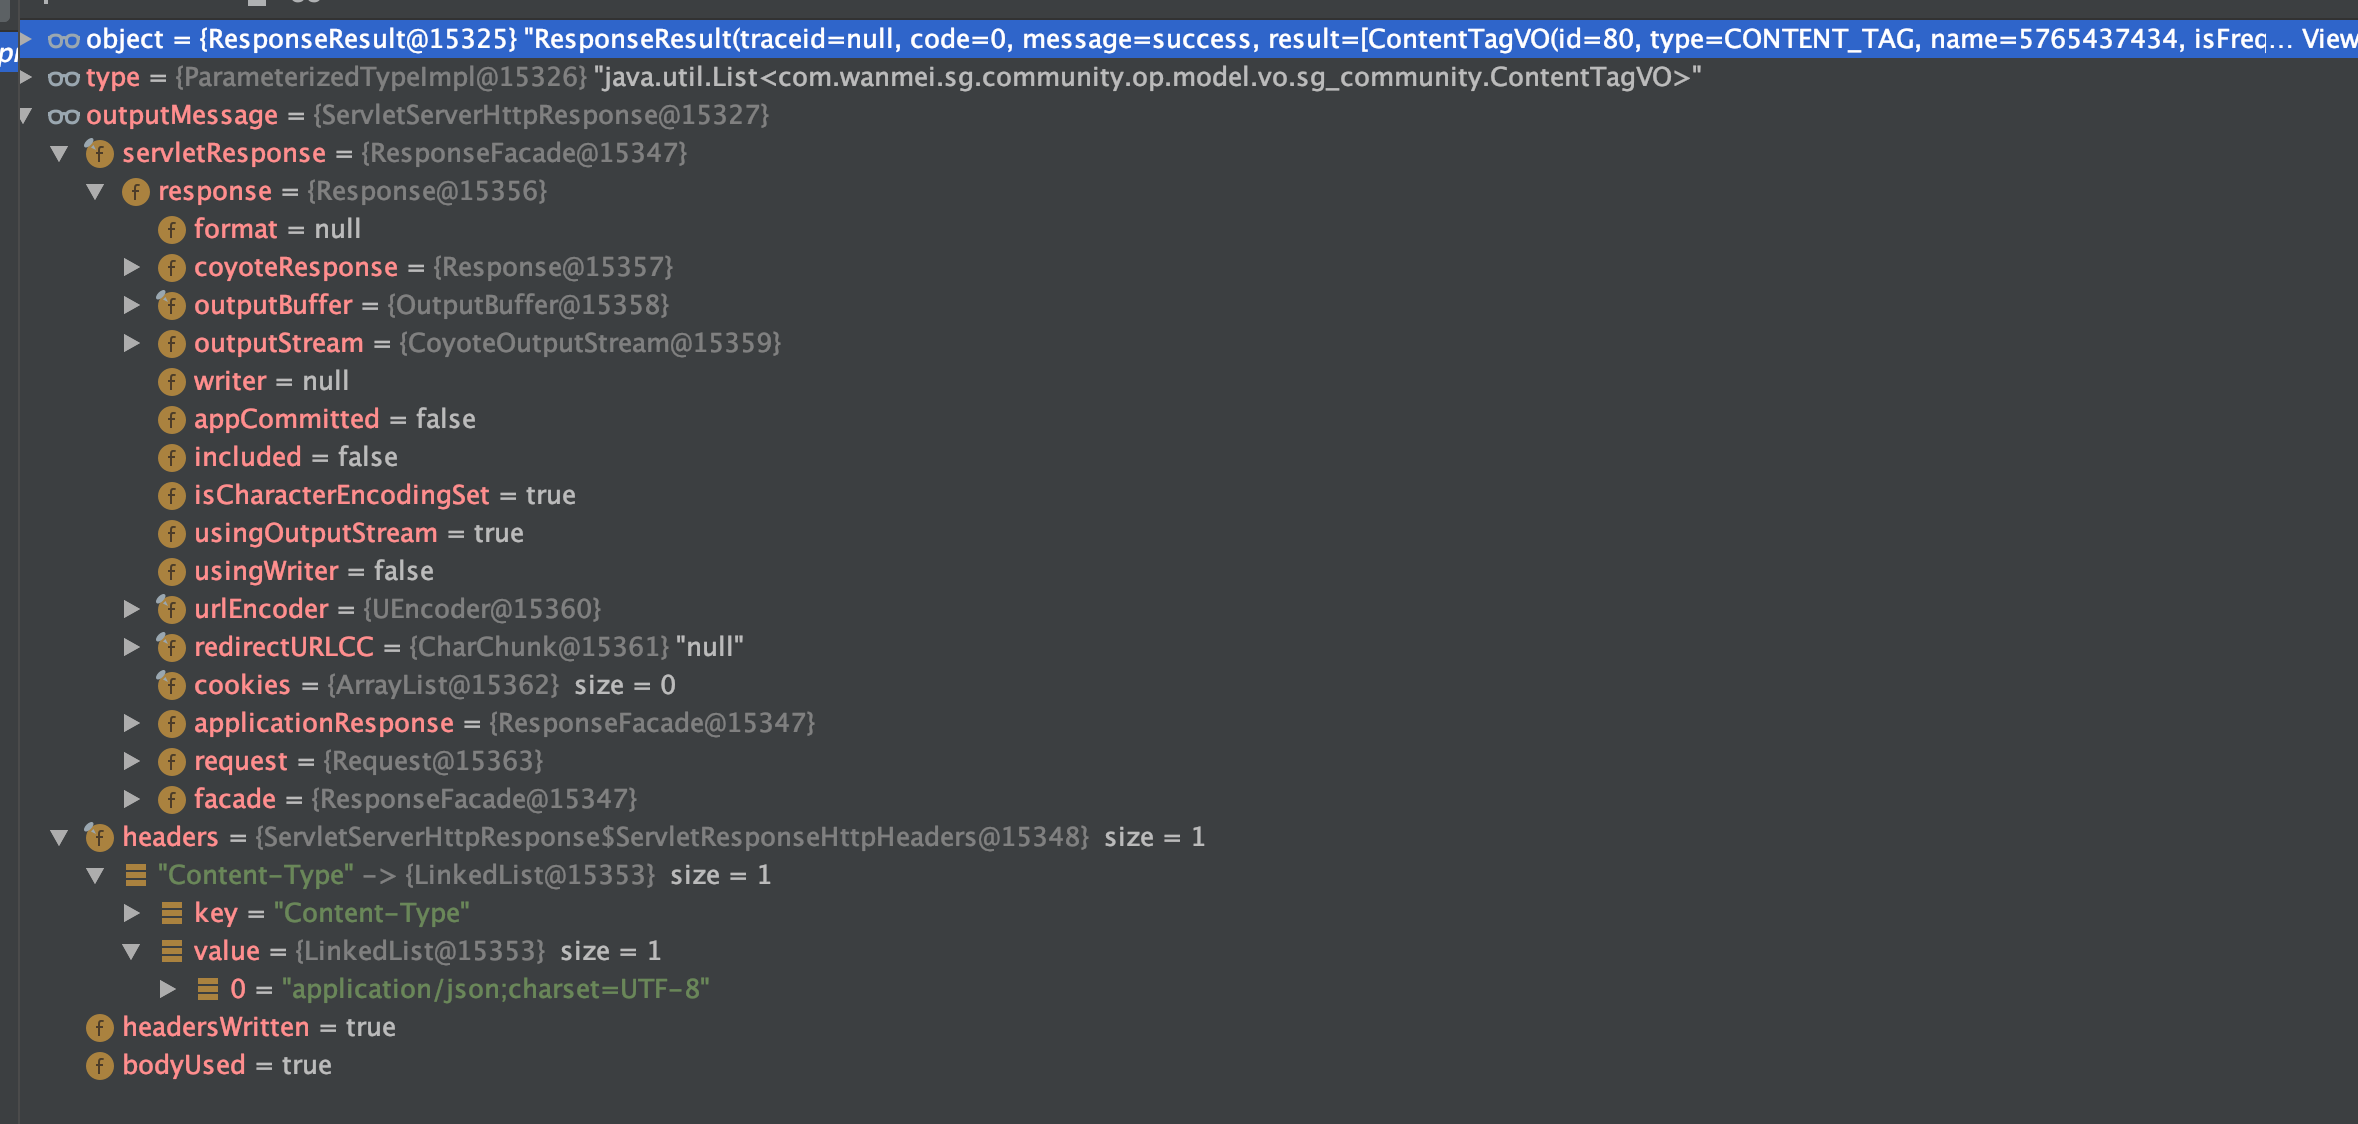 object = {ResponseResult@15325} "ResponseResult(traceid=null, code=0, message=success, result=[ContentTagVO(id=80, type=CONTENT_TAG, name=5765437434, isFreq... View
type = {ParameterizedTypeImpl@15326} "java.util.List<com.wanmei.sg.community.op.model.vo.sg_community.ContentTagVO>"
outputMessage = {ServletServerHttpResponse@15327}
servletResponse = {ResponseFacade@15347}
response = {Response@15356}
format = null
coyoteResponse = {Response@15357}
outputBuffer = {OutputBuffer@15358}
outputStream = {CoyoteOutputStream@15359}
writer = null
appCommitted = false
included = false
isCharacterEncodingSet = true
usingOutputStream = true
usingWriter = false
urlEncoder = {UEncoder@15360}
redirectURLCC = {CharChunk@15361} "null"
cookies = {ArrayList@15362} size = 0
applicationResponse = {ResponseFacade@15347}
request = {Request@15363}
facade = {ResponseFacade@15347}
headers = {ServletServerHttpResponse$ServletResponseHttpHeaders@15348} size = 1
"Content-Type" -> {LinkedList@15353} size = 1
key = "Content-Type"
value = {LinkedList@15353} size = 1
0 = "application/json;charset=UTF-8"
headersWritten = true
bodyUsed = true